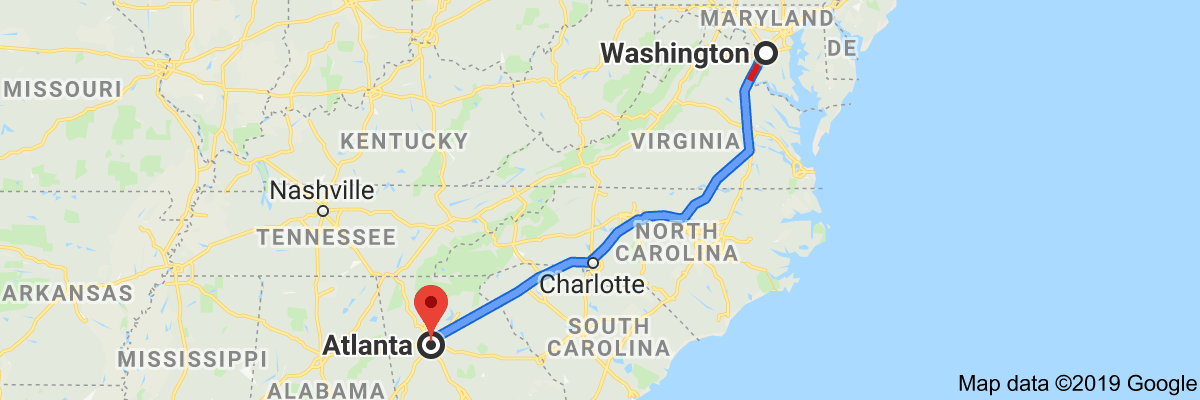 MARYLAND
Washington
DE
MISSOURI
KENTUCKY
VIRGINIA
Nashville
TENNESSEE
NORTH
CAROLINA
Charlotte
ARKANSAS
SOUTH
CAROLINA
Atlanta
MISSISSIPPI
ALABAMA
Map data ©2019 Google